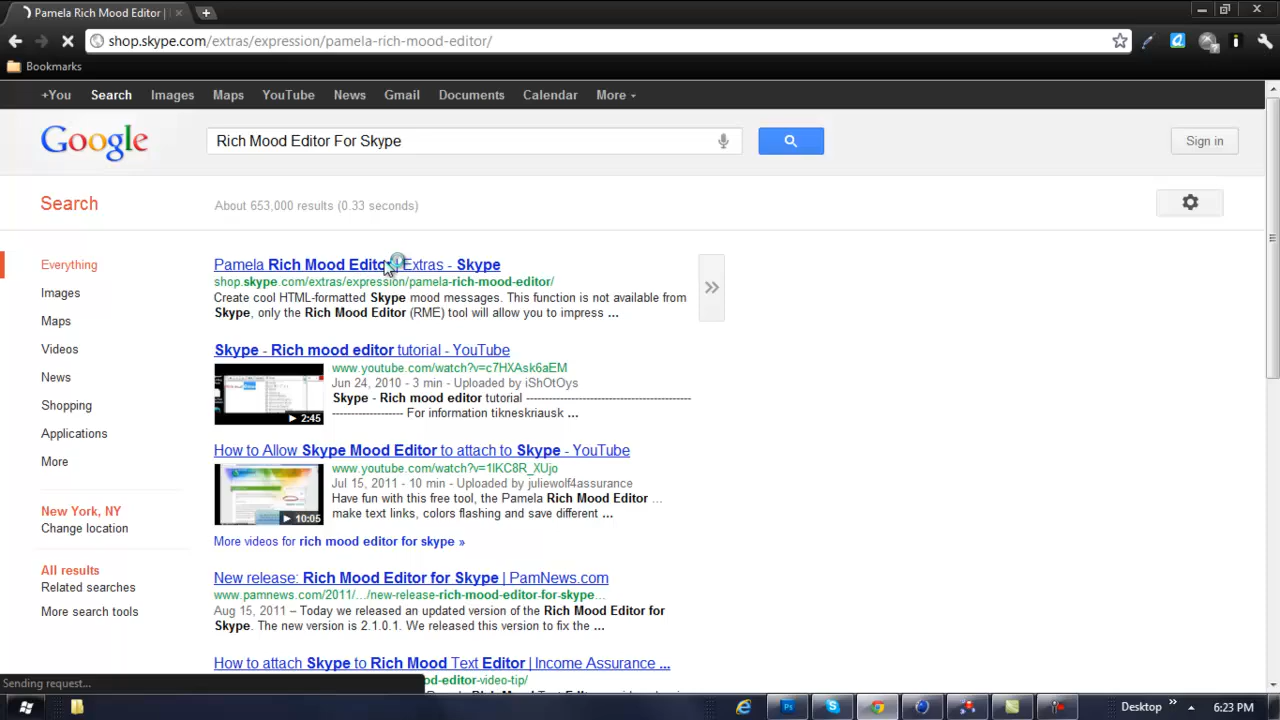 Pamela Rich Mood Editor |
shop.skype.com/extras/expression/pamela-rich-mood-editor/
Bookmarks
+You Search Images Maps YouTube News Gmail Documents Calendar More
Google
Rich Mood Editor For Skype
Sign in
Search
About 653,000 results (0.33 seconds)
Everything
Images
Maps
Videos
News
Shopping
Applications
More
New York, NY
Change location
All results
Related searches
More search tools
Pamela Rich Mood Editor | Extras - Skype
shop.skype.com/extras/expression/pamela-rich-mood-editor/
Create cool HTML-formatted Skype mood messages. This function is not available from
Skype, only the Rich Mood Editor (RME) tool will allow you to impress ...
Skype - Rich mood editor tutorial - YouTube
www.youtube.com/watch?v=c7HXAsk6aEM
Jun 24, 2010 - 3 min - Uploaded by iShOtOys
Skype - Rich mood editor tutorial -----------------------------------------
-------------------- For information tikneskriausk ...
2:45
How to Allow Skype Mood Editor to attach to Skype - YouTube
www.youtube.com/watch?v=1lKC8R_XUjo
Jul 15, 2011 - 10 min - Uploaded by juliewolf4assurance
Have fun with this free tool, the Pamela Rich Mood Editor ...
make text links, colors flashing and save different ...
10:05
More videos for rich mood editor for skype »
New release: Rich Mood Editor for Skype | PamNews.com
www.pamnews.com/2011/.../new-release-rich-mood-editor-for-skype...
Aug 15, 2011 – Today we released an updated version of the Rich Mood Editor for
Skype. The new version is 2.1.0.1. We released this version to fix the ...
How to attach Skype to Rich Mood Text Editor | Income Assurance ...
-mood-editor-video-tip/
Sending request...
Desktop »
6:23 PM